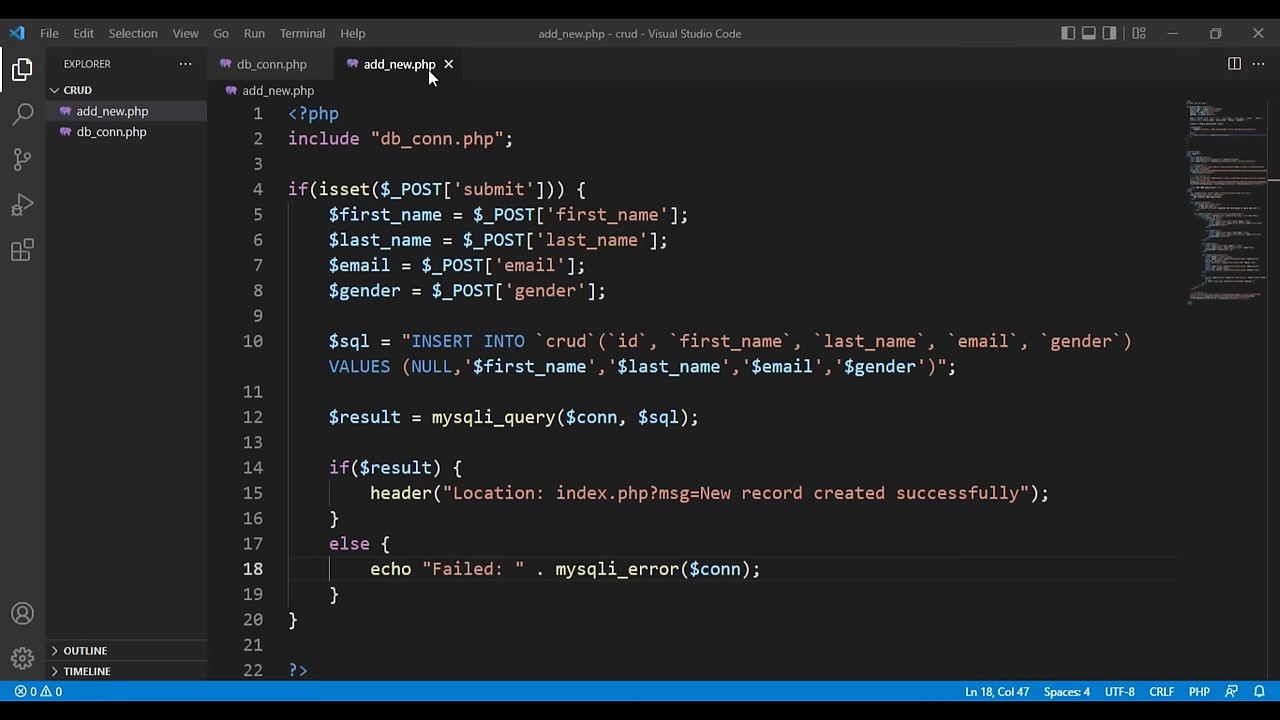 File Edit Selection View Go Run Terminal Help
add_new.php - crud - Visual Studio Code
EXPLORER
CRUD
add_new.php
db_conn.php
OUTLINE
TIMELINE
db_conn.php
add_new.php
add_new.php
1 <?php
2 include "db_conn.php";
3
4 if(isset($_POST['submit'])) {
5 $first_name = $_POST['first_name'];
6 $last_name = $_POST['last_name'];
7 $email = $_POST['email'];
8 $gender = $_POST['gender'];
9
10 $sql = "INSERT INTO `crud`(`id`, `first_name`, `last_name`, `email`, `gender`)
VALUES (NULL,'$first_name','$last_name','$email','$gender')";
11
12 $result = mysqli_query($conn, $sql);
13
14 if($result) {
15 header("Location: index.php?msg=New record created successfully");
16 }
17 else {
18 echo "Failed: " . mysqli_error($conn);
19 }
20 }
21
22 ?>
0 0
Ln 18, Col 47 Spaces: 4 UTF-8 CRLF PHP